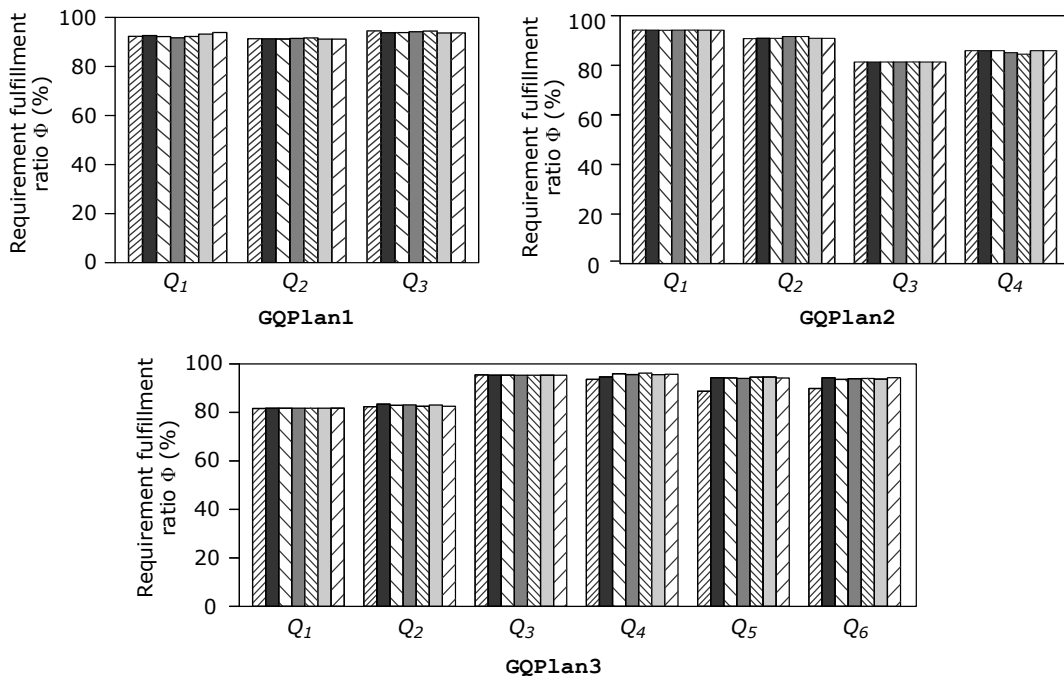 Requirement fulfillment
ratio Φ (%)
100
80
60
40
20
0
Q1
Q2
Q3
GQPlan1
Requirement fulfillment
ratio Φ (%)
100
80
60
40
20
0
Q1
Q2
Q3
Q4
GQPlan2
Requirement fulfillment
ratio Φ (%)
100
80
60
40
20
0
Q1
Q2
Q3
Q4
Q5
Q6
GQPlan3